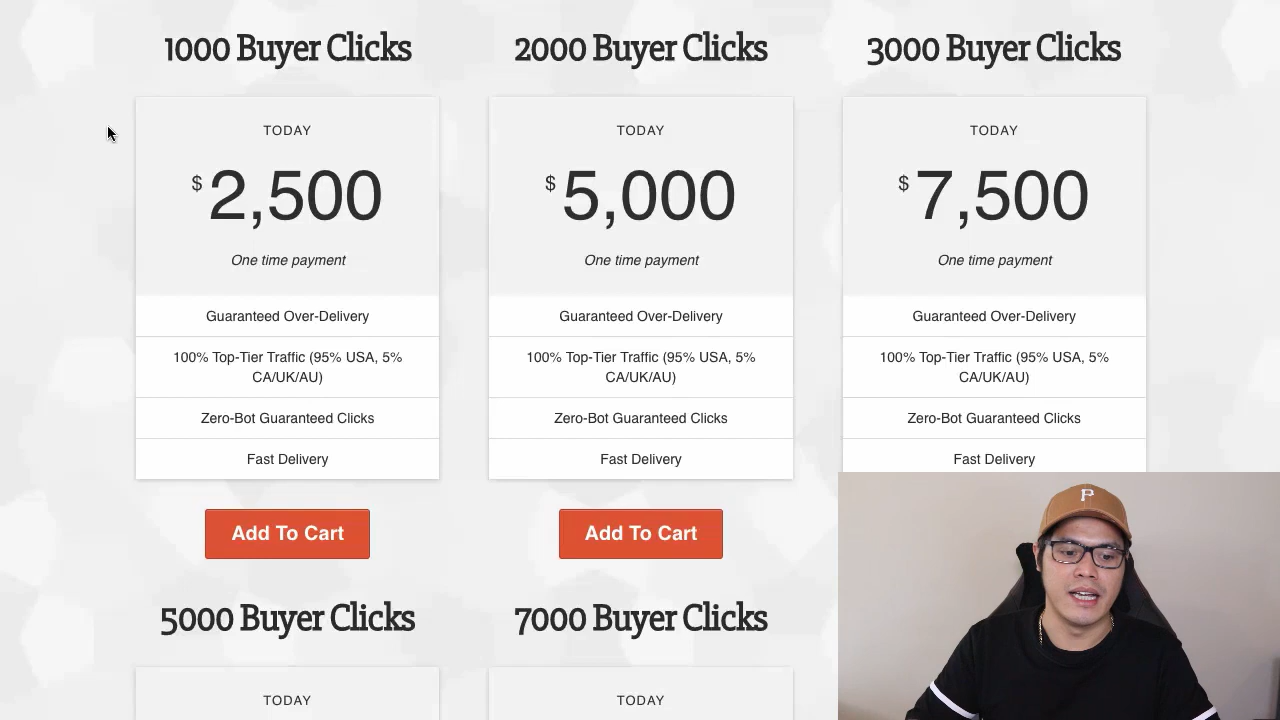 1000 Buyer Clicks
TODAY
$ 2,500
One time payment
Guaranteed Over-Delivery
100% Top-Tier Traffic (95% USA, 5%
CA/UK/AU)
Zero-Bot Guaranteed Clicks
Fast Delivery
Add To Cart
2000 Buyer Clicks
TODAY
$ 5,000
One time payment
Guaranteed Over-Delivery
100% Top-Tier Traffic (95% USA, 5%
CA/UK/AU)
Zero-Bot Guaranteed Clicks
Fast Delivery
Add To Cart
3000 Buyer Clicks
TODAY
$ 7,500
One time payment
Guaranteed Over-Delivery
100% Top-Tier Traffic (95% USA, 5%
CA/UK/AU)
Zero-Bot Guaranteed Clicks
Fast Delivery
5000 Buyer Clicks
TODAY
7000 Buyer Clicks
TODAY
P